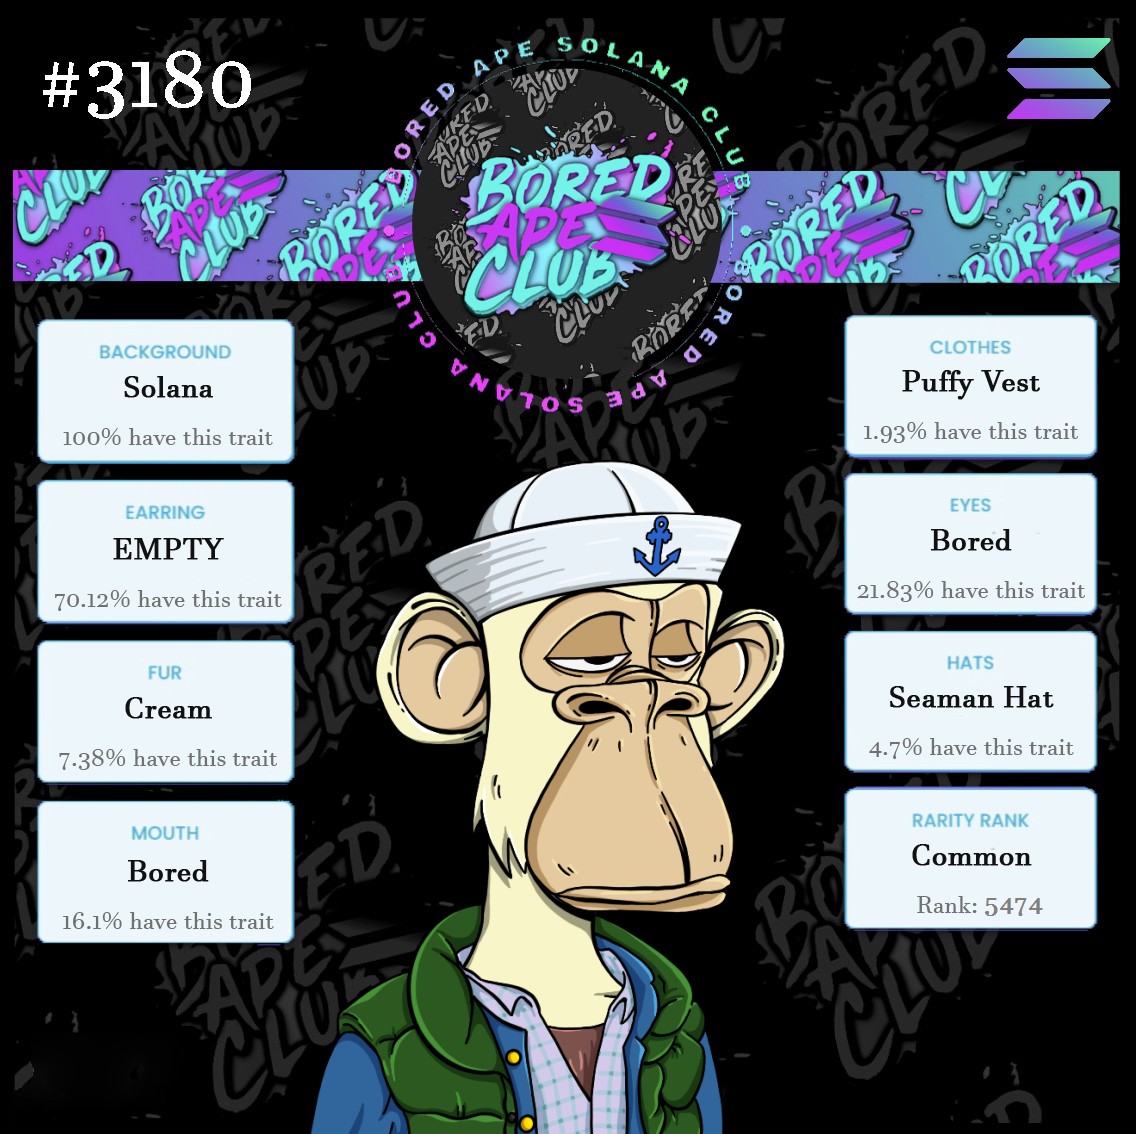 #3180
BORED APE SOLANA CLUB
BORED APE SOLANA CLUB
BORED
APE
CLUB
BACKGROUND
Solana
100% have this trait
EARRING
EMPTY
70.12% have this trait
FUR
Cream
7.38% have this trait
MOUTH
Bored
16.1% have this trait
CLOTHES
Puffy Vest
1.93% have this trait
EYES
Bored
21.83% have this trait
HATS
Seaman Hat
4.7% have this trait
RARITY RANK
Common
Rank: 5474